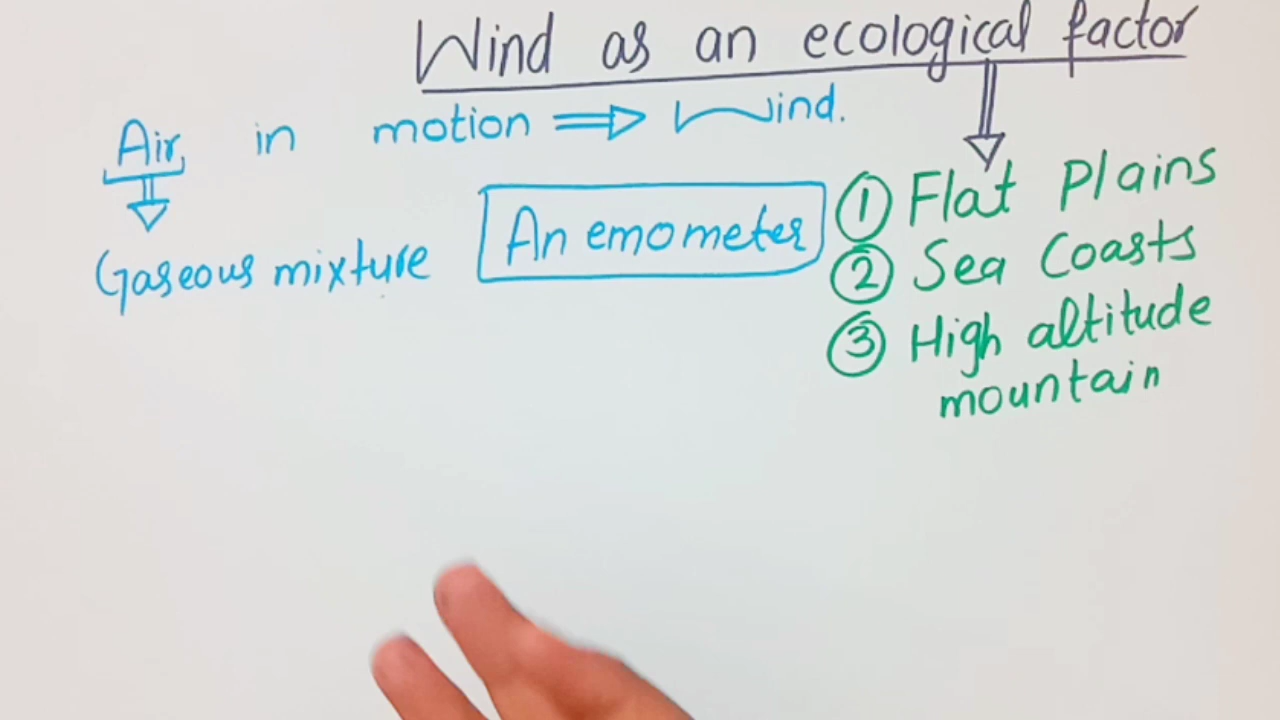 Wind as an ecological factor
Air in motion ⇒ Wind.
Gaseous mixture
Anemometer
① Flat Plains
② Sea Coasts
③ High altitude
mountain